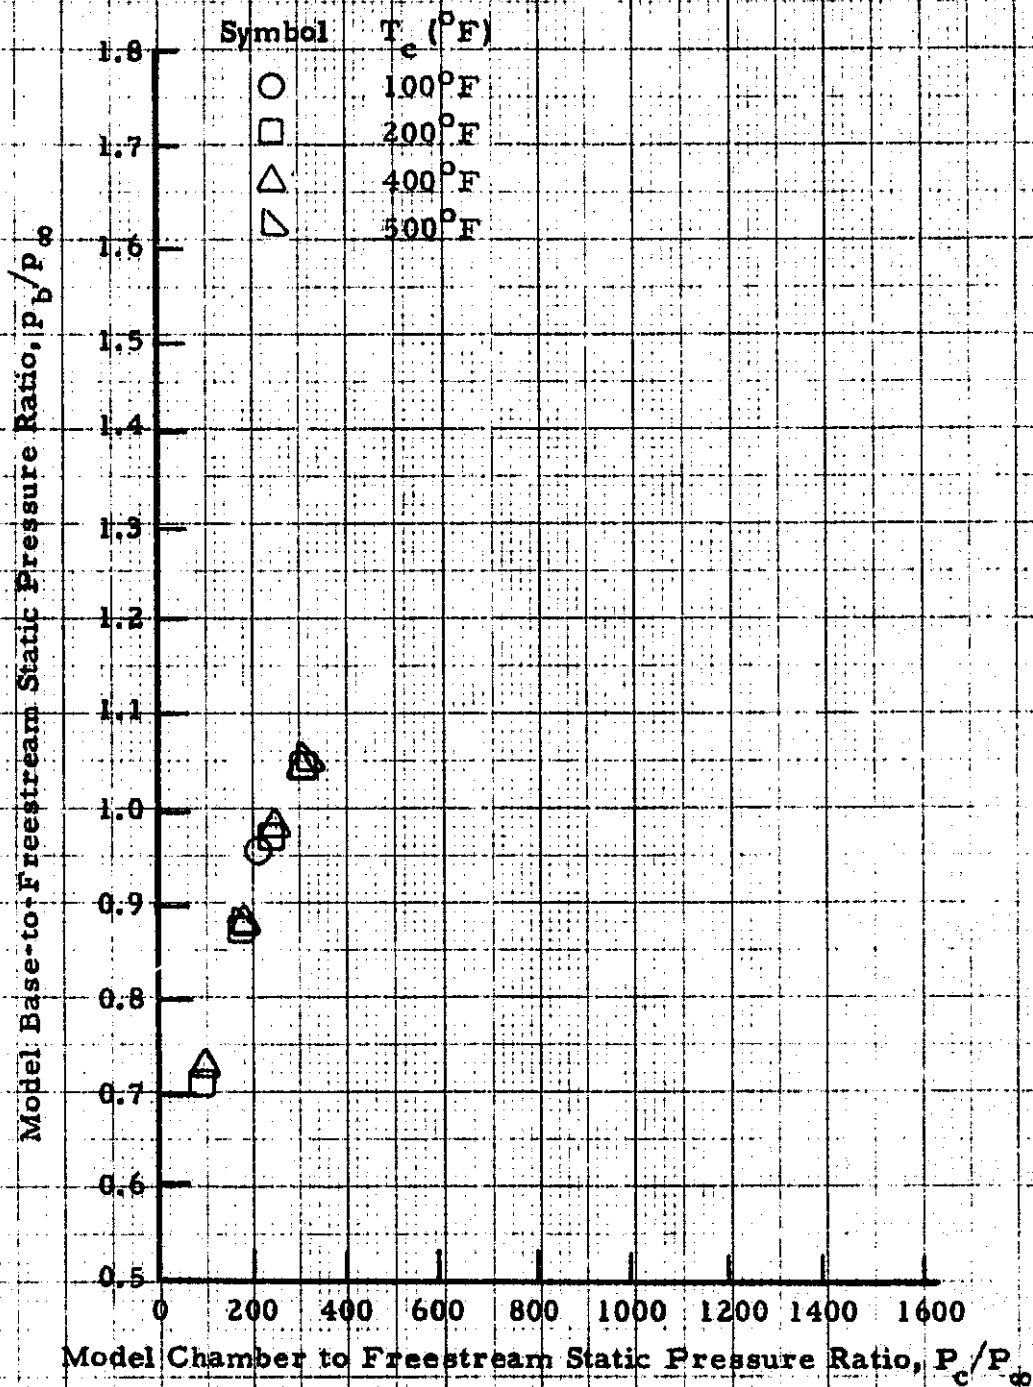 Symbol T_c (°F)
○ 100°F
□ 200°F
△ 400°F
◺ 500°F
1.8
1.7
1.6
1.5
1.4
1.3
1.2
1.1
1.0
0.9
0.8
0.7
0.6
0.5
Model Base-to-Freestream Static Pressure Ratio, p_b/P_∞
0 200 400 600 800 1000 1200 1400 1600
Model Chamber to Freestream Static Pressure Ratio, P_c/P_∞